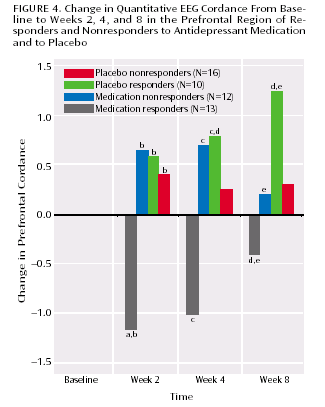 FIGURE 4. Change in Quantitative EEG Cordance From Base-
line to Weeks 2, 4, and 8 in the Prefrontal Region of Re-
sponders and Nonresponders to Antidepressant Medication
and to Placebo
1.5
Placebo nonresponders (N=16)
Placebo responders (N=10)
Medication nonresponders (N=12)
Medication responders (N=13)
d,e
1.0
c,d
b
b
c
0.5
b
e
0.0
Change in Prefrontal Cordance
d,e
−0.5
−1.0
c
a,b
−1.5
Baseline Week 2 Week 4 Week 8
Time